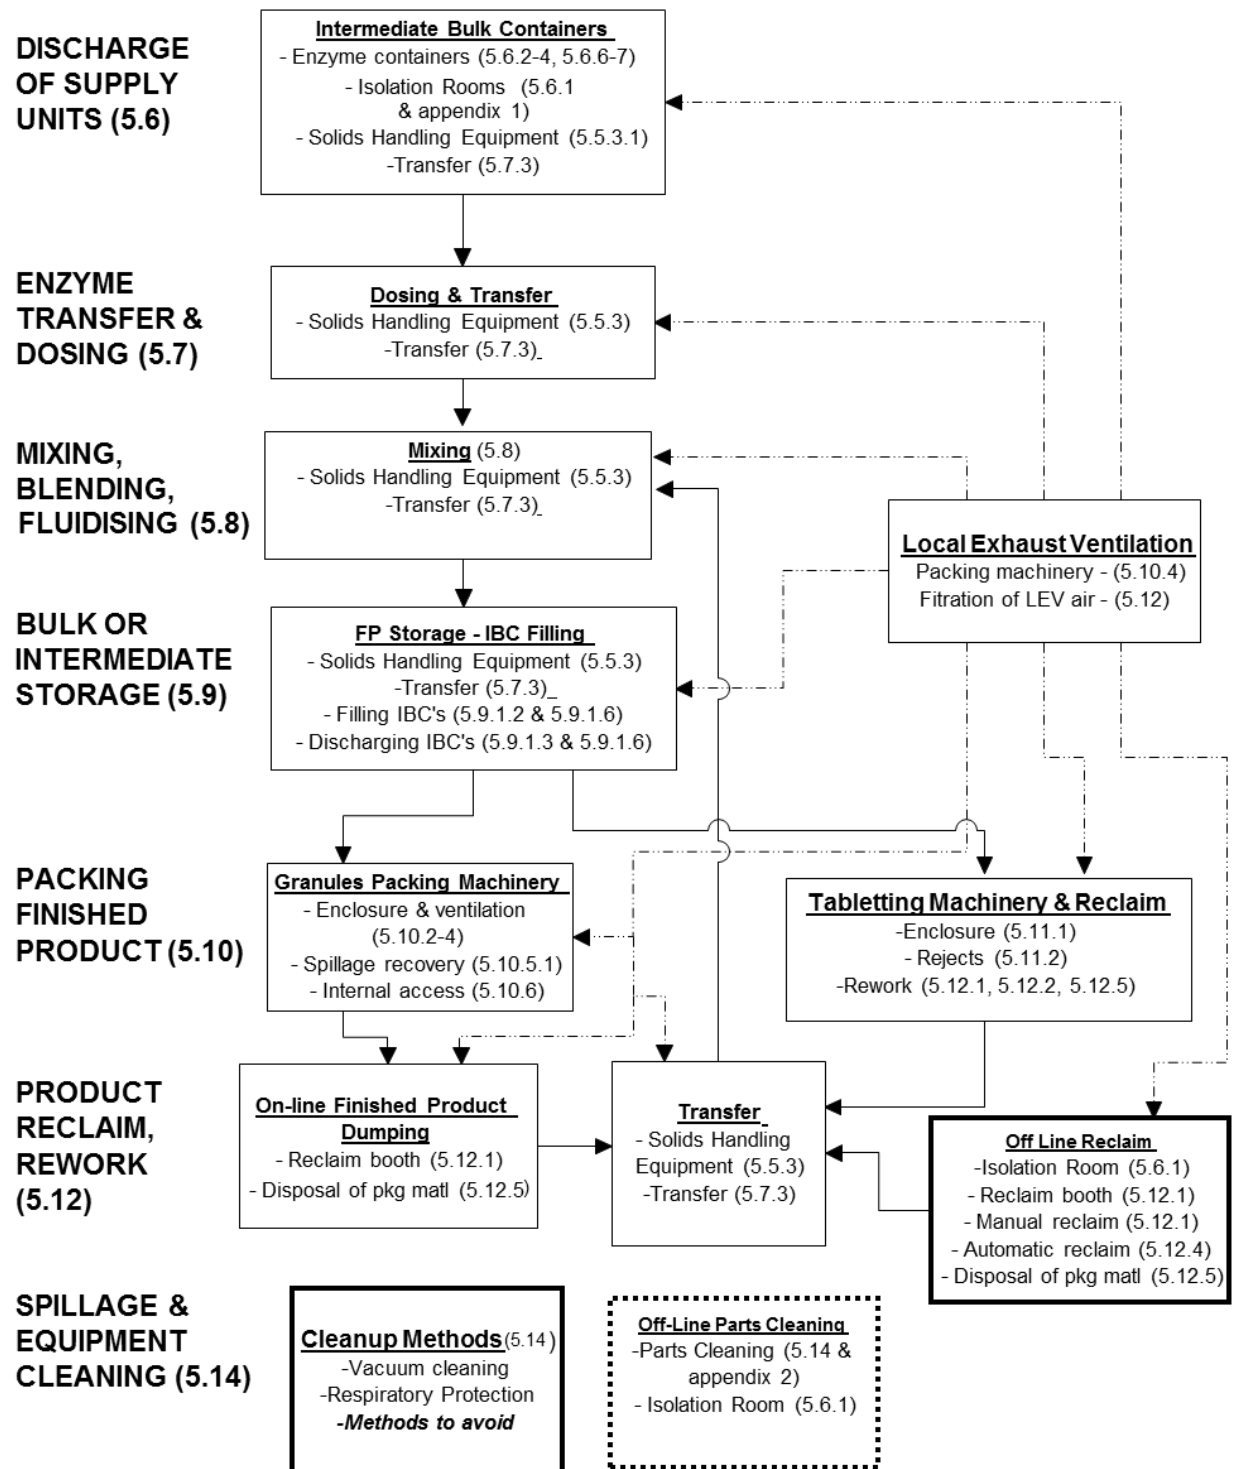 DISCHARGE
OF SUPPLY
UNITS (5.6)
Intermediate Bulk Containers
- Enzyme containers (5.6.2-4, 5.6.6-7)
- Isolation Rooms (5.6.1
& appendix 1)
- Solids Handling Equipment (5.5.3.1)
-Transfer (5.7.3)
ENZYME
TRANSFER &
DOSING (5.7)
Dosing & Transfer
- Solids Handling Equipment (5.5.3)
-Transfer (5.7.3)
MIXING,
BLENDING,
FLUIDISING (5.8)
Mixing (5.8)
- Solids Handling Equipment (5.5.3)
-Transfer (5.7.3)
Local Exhaust Ventilation
Packing machinery - (5.10.4)
Fitration of LEV air - (5.12)
BULK OR
INTERMEDIATE
STORAGE (5.9)
FP Storage - IBC Filling
- Solids Handling Equipment (5.5.3)
-Transfer (5.7.3)
- Filling IBC's (5.9.1.2 & 5.9.1.6)
- Discharging IBC's (5.9.1.3 & 5.9.1.6)
PACKING
FINISHED
PRODUCT (5.10)
Granules Packing Machinery
- Enclosure & ventilation
(5.10.2-4)
- Spillage recovery (5.10.5.1)
- Internal access (5.10.6)
Tabletting Machinery & Reclaim
-Enclosure (5.11.1)
- Rejects (5.11.2)
-Rework (5.12.1, 5.12.2, 5.12.5)
PRODUCT
RECLAIM,
REWORK
(5.12)
On-line Finished Product
Dumping
- Reclaim booth (5.12.1)
- Disposal of pkg matl (5.12.5)
Transfer
- Solids Handling
Equipment (5.5.3)
-Transfer (5.7.3)
Off Line Reclaim
-Isolation Room (5.6.1)
- Reclaim booth (5.12.1)
- Manual reclaim (5.12.1)
- Automatic reclaim (5.12.4)
- Disposal of pkg matl (5.12.5)
SPILLAGE &
EQUIPMENT
CLEANING (5.14)
Cleanup Methods (5.14)
-Vacuum cleaning
-Respiratory Protection
-Methods to avoid
Off-Line Parts Cleaning
-Parts Cleaning (5.14 &
appendix 2)
- Isolation Room (5.6.1)